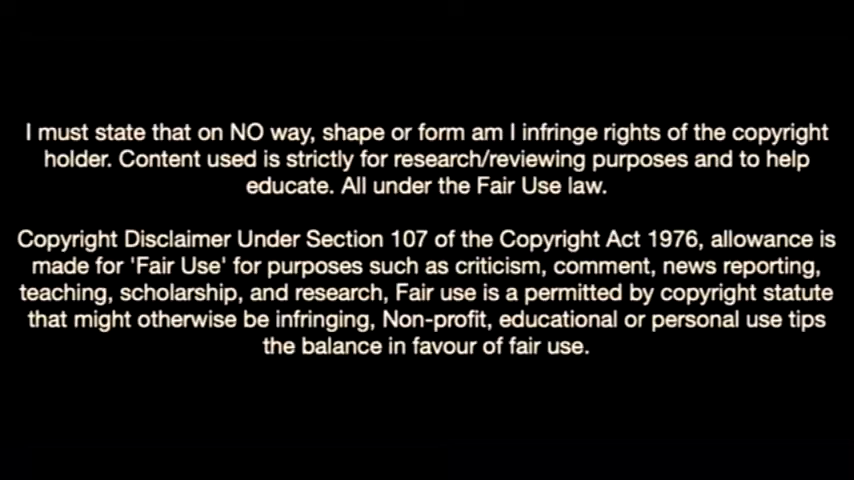 I must state that on NO way, shape or form am I infringe rights of the copyright
holder. Content used is strictly for research/reviewing purposes and to help
educate. All under the Fair Use law.
Copyright Disclaimer Under Section 107 of the Copyright Act 1976, allowance is
made for 'Fair Use' for purposes such as criticism, comment, news reporting,
teaching, scholarship, and research, Fair use is a permitted by copyright statute
that might otherwise be infringing, Non-profit, educational or personal use tips
the balance in favour of fair use.